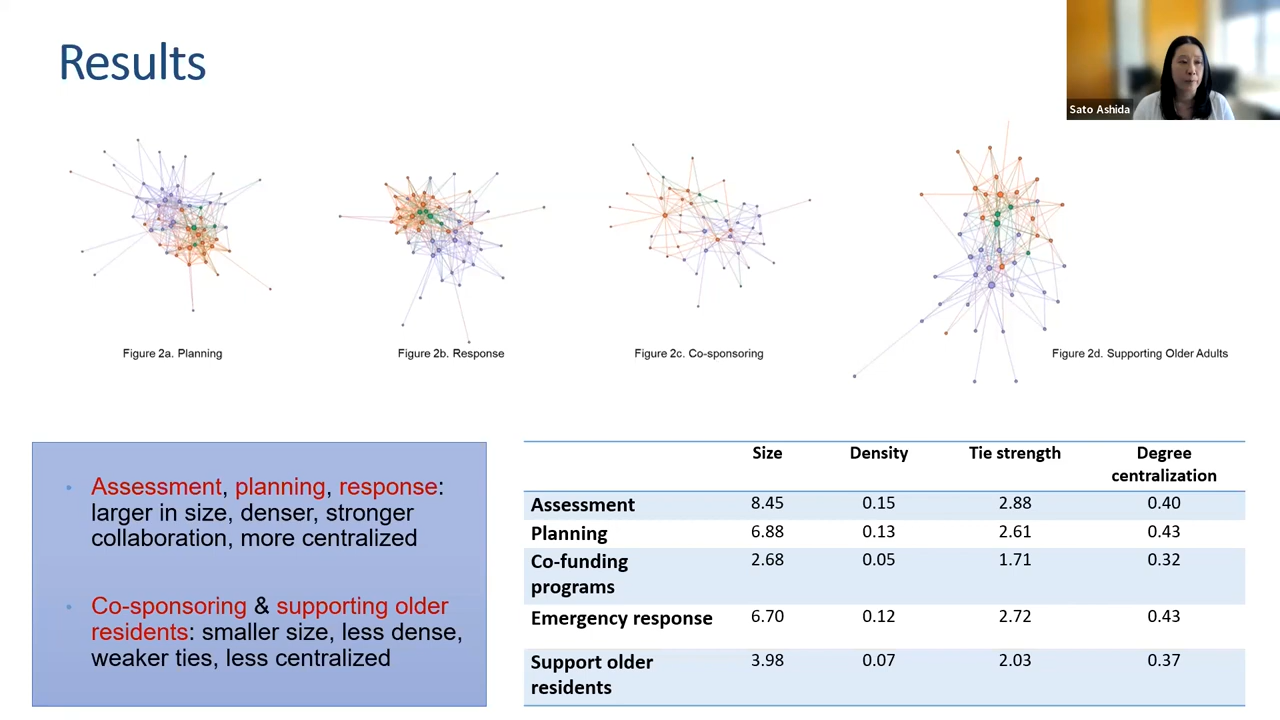 Results
Sato Ashida
Figure 2a. Planning
Figure 2b. Response
Figure 2c. Co-sponsoring
Figure 2d. Supporting Older Adults
• Assessment, planning, response:
larger in size, denser, stronger
collaboration, more centralized
• Co-sponsoring & supporting older
residents: smaller size, less dense,
weaker ties, less centralized
Size Density Tie strength Degree
centralization
Assessment 8.45 0.15 2.88 0.40
Planning 6.88 0.13 2.61 0.43
Co-funding 2.68 0.05 1.71 0.32
programs
Emergency response 6.70 0.12 2.72 0.43
Support older 3.98 0.07 2.03 0.37
residents